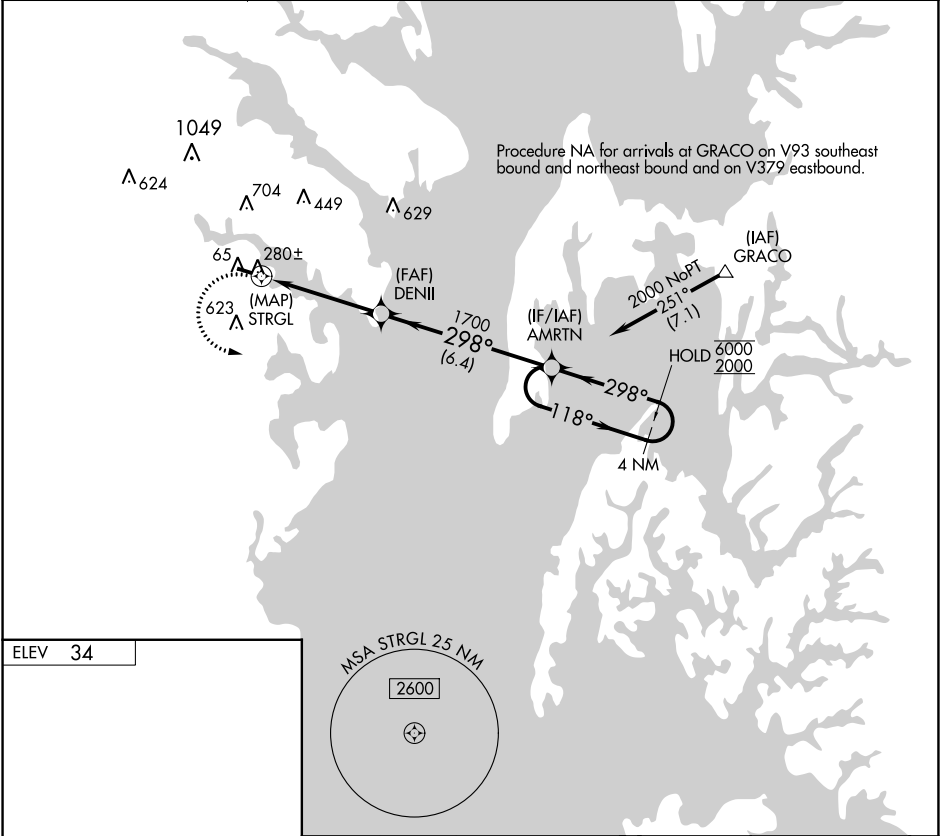 1049
624
704
449
629
Procedure NA for arrivals at GRACO on V93 southeast
bound and northeast bound and on V379 eastbound.
(IAF)
GRACO
2000 NoPT
251°
(7.1)
65
280±
(MAP)
STRGL
623
(FAF)
DENII
1700
298°
(6.4)
(IF/IAF)
AMRTN
HOLD 6000
2000
298°
118°
4 NM
ELEV 34
MSA STRGL 25 NM
2600